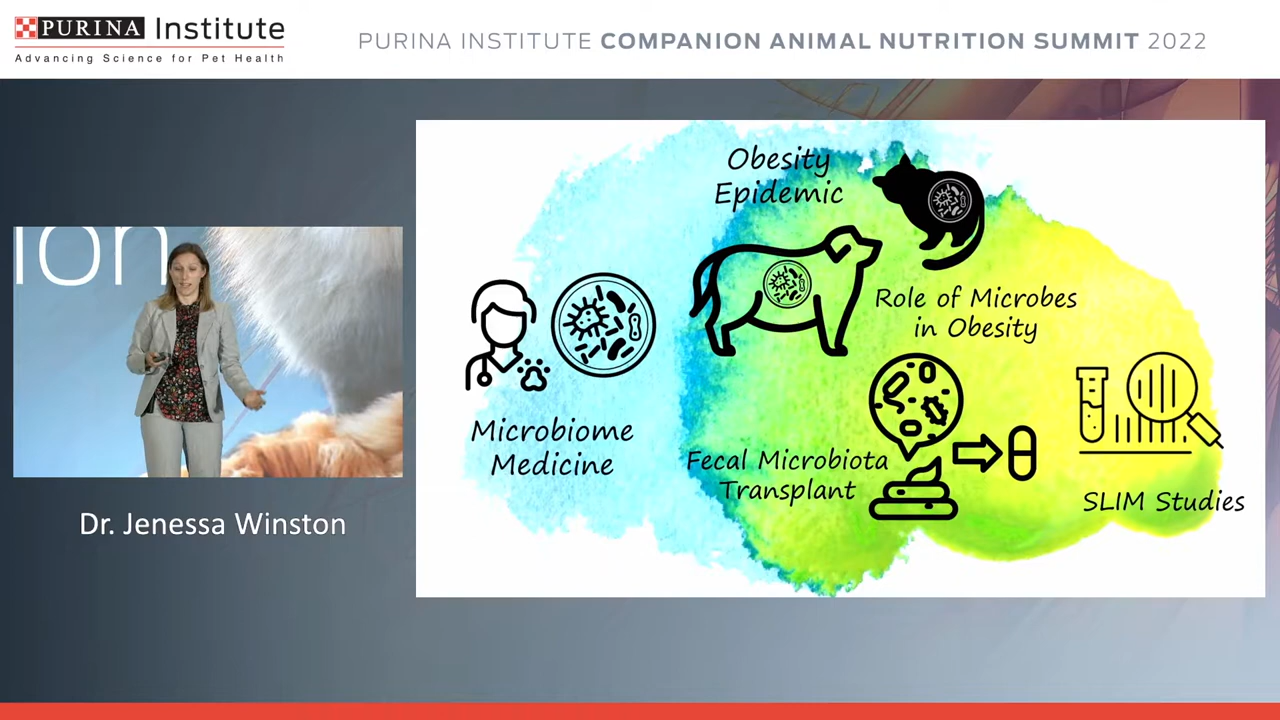 PURINA Institute
Advancing Science for Pet Health
PURINA INSTITUTE COMPANION ANIMAL NUTRITION SUMMIT 2022
ion
Dr. Jenessa Winston
Obesity
Epidemic
Role of Microbes
in Obesity
Microbiome
Medicine
Fecal Microbiota
Transplant
SLIM Studies